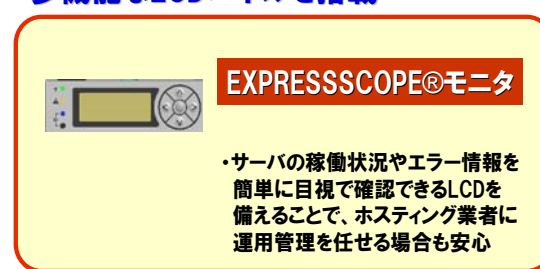 EXPRESSSCOPE®モニタ
・サーバの稼働状況やエラー情報を
簡単に目視で確認できるLCDを
備えることで、ホスティング業者に
運用管理を任せる場合も安心